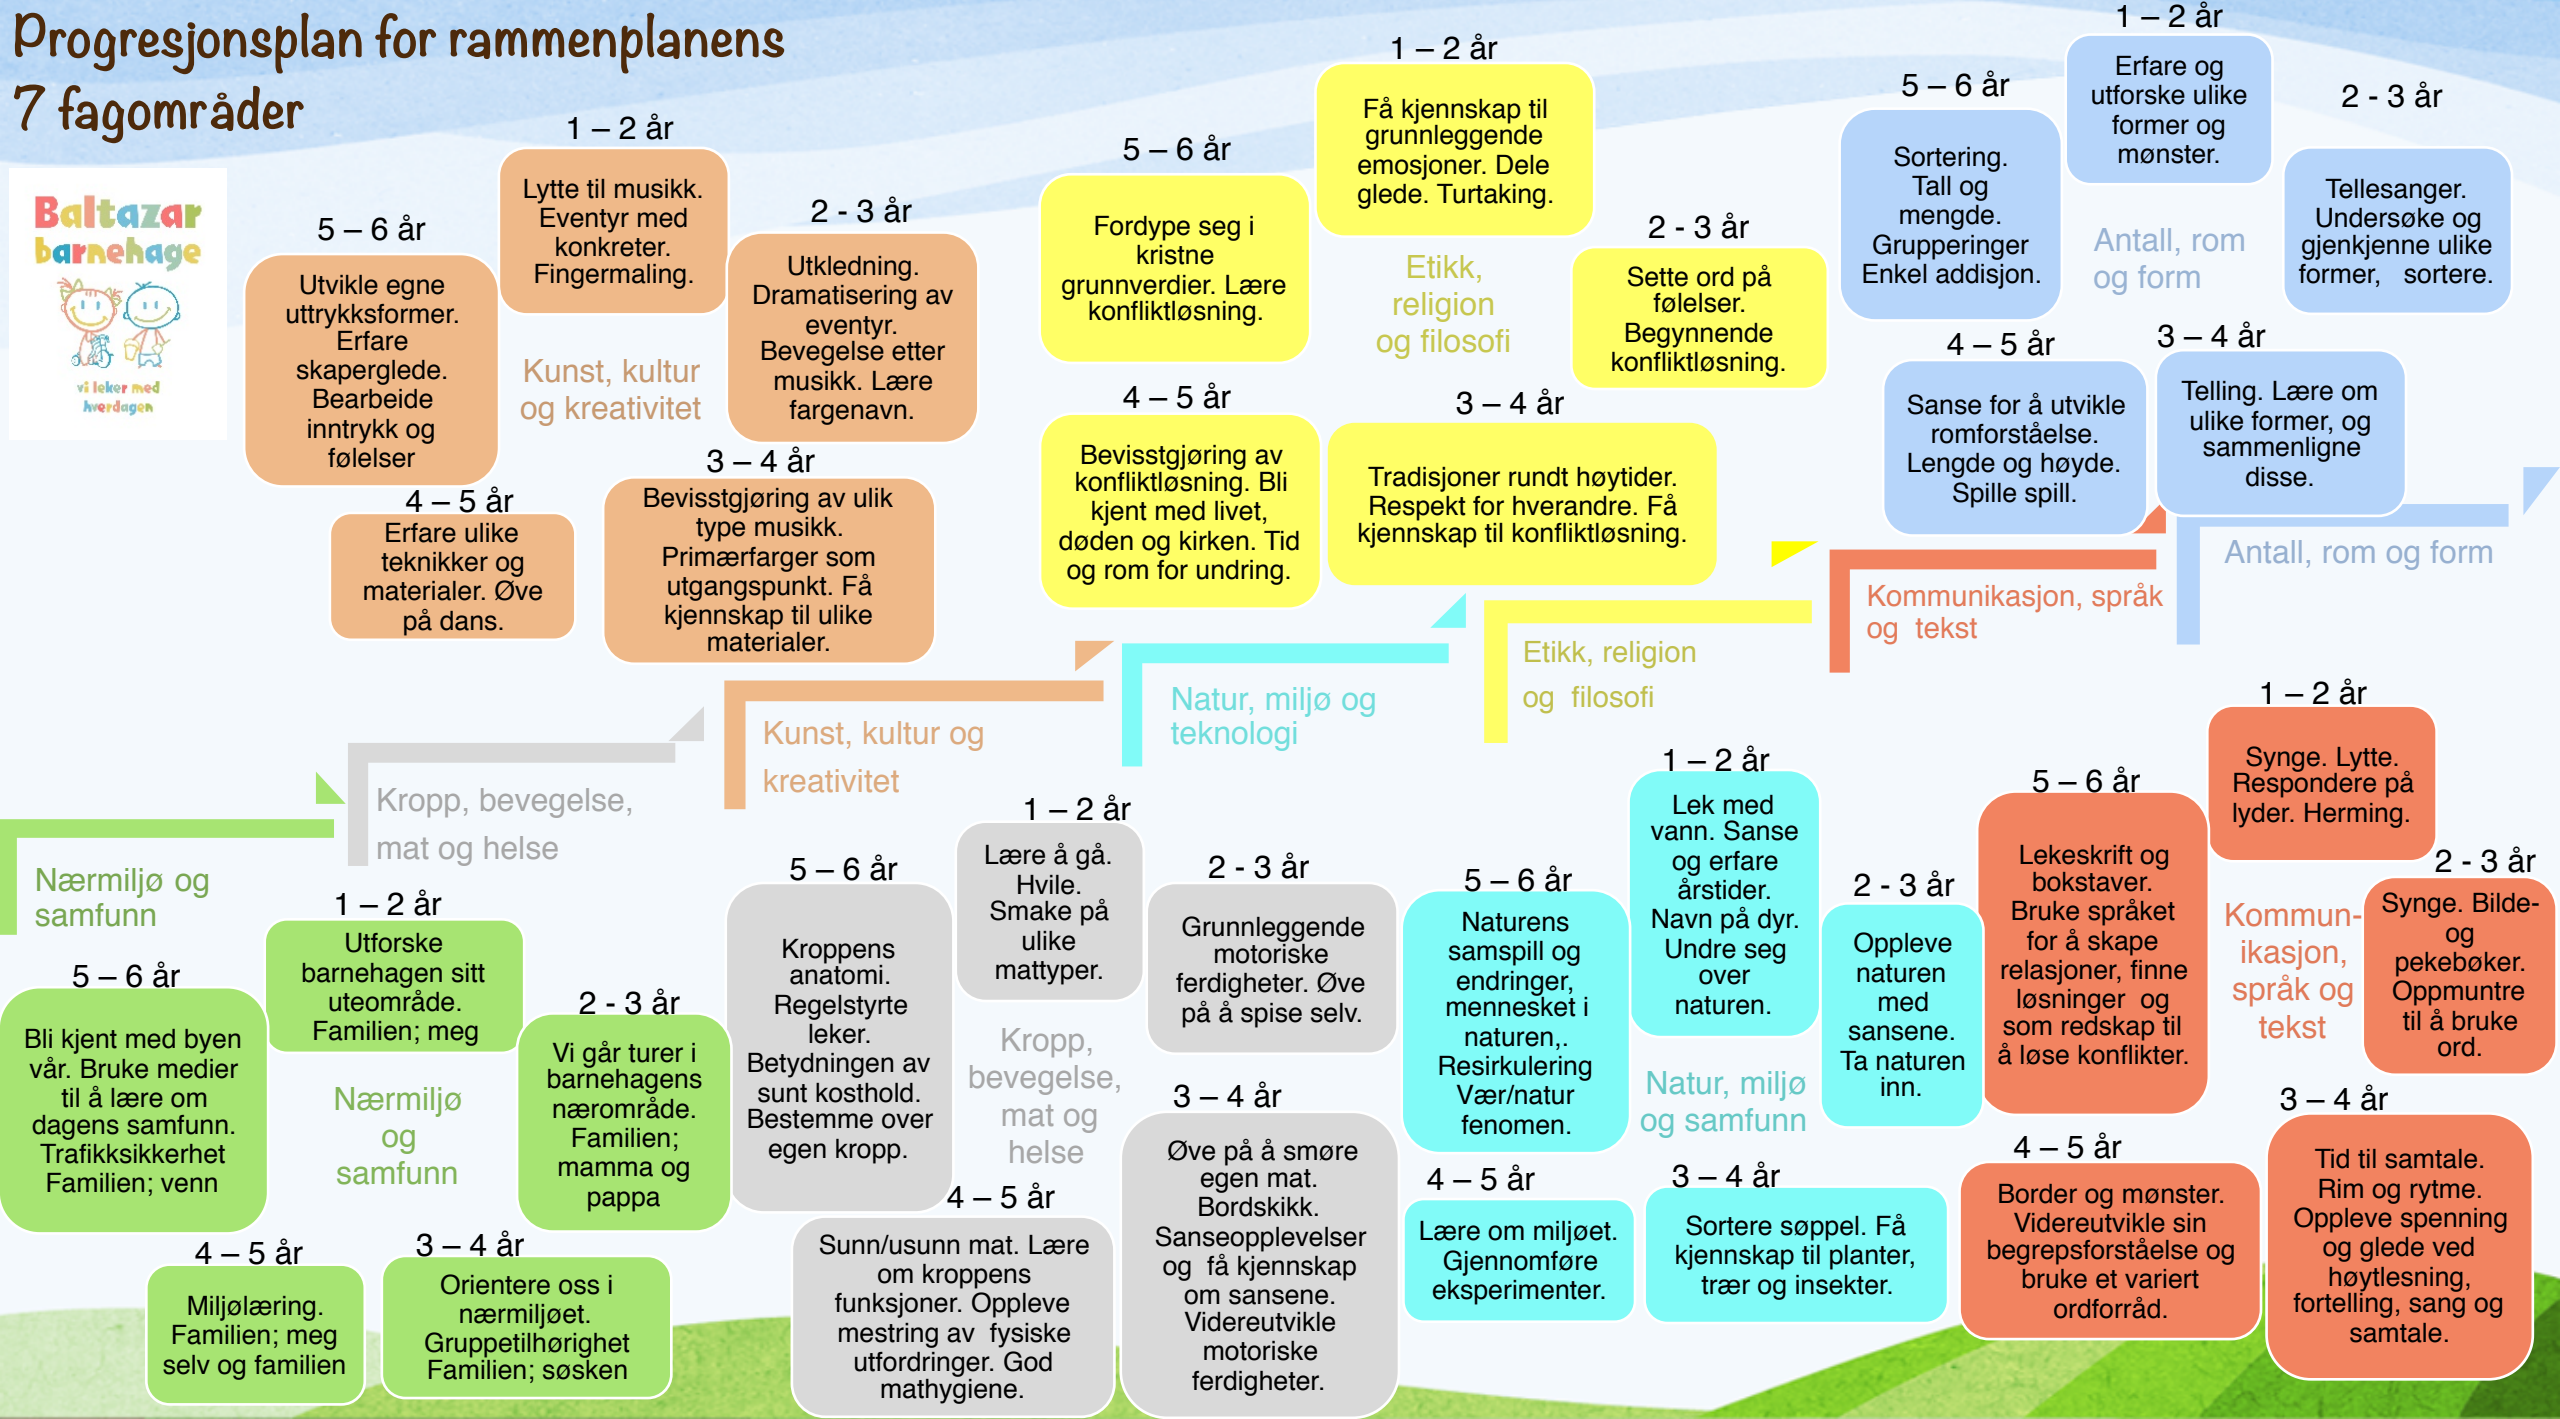 Progresjonsplan for rammenplanens
7 fagområder
Baltazar
barnehage
vi leker med
hverdagen
1 – 2 år
Lytte til musikk.
Eventyr med
konkreter.
Fingermaling.
2 - 3 år
Utkledning.
Dramatisering av
eventyr.
Bevegelse etter
musikk. Lære
fargenavn.
5 – 6 år
Utvikle egne
uttrykksformer.
Erfare
skaperglede.
Bearbeide
inntrykk og
følelser
Kunst, kultur
og kreativitet
4 – 5 år
Erfare ulike
teknikker og
materialer. Øve
på dans.
3 – 4 år
Bevisstgjøring av ulik
type musikk.
Primærfarger som
utgangspunkt. Få
kjennskap til ulike
materialer.
1 – 2 år
Få kjennskap til
grunnleggende
emosjoner. Dele
glede. Turtaking.
5 – 6 år
Fordype seg i
kristne
grunnverdier. Lære
konfliktløsning.
Etikk,
religion
og filosofi
2 - 3 år
Sette ord på
følelser.
Begynnende
konfliktløsning.
4 – 5 år
Bevisstgjøring av
konfliktløsning. Bli
kjent med livet,
døden og kirken. Tid
og rom for undring.
3 – 4 år
Tradisjoner rundt høytider.
Respekt for hverandre. Få
kjennskap til konfliktløsning.
1 – 2 år
Erfare og
utforske ulike
former og
mønster.
5 – 6 år
Sortering.
Tall og
mengde.
Grupperinger
Enkel addisjon.
Antall, rom
og form
2 - 3 år
Tellesanger.
Undersøke og
gjenkjenne ulike
former, sortere.
4 – 5 år
Sanse for å utvikle
romforståelse.
Lengde og høyde.
Spille spill.
3 – 4 år
Telling. Lære om
ulike former, og
sammenligne
disse.
Antall, rom og form
Kommunikasjon, språk
og tekst
Etikk, religion
og filosofi
Natur, miljø og
teknologi
Kunst, kultur og
kreativitet
Kropp, bevegelse,
mat og helse
Nærmiljø og
samfunn
1 – 2 år
Utforske
barnehagen sitt
uteområde.
Familien; meg
5 – 6 år
Bli kjent med byen
vår. Bruke medier
til å lære om
dagens samfunn.
Trafikksikkerhet
Familien; venn
Nærmiljø
og
samfunn
2 - 3 år
Vi går turer i
barnehagens
nærområde.
Familien;
mamma og
pappa
4 – 5 år
Miljølæring.
Familien; meg
selv og familien
3 – 4 år
Orientere oss i
nærmiljøet.
Gruppetilhørighet
Familien; søsken
1 – 2 år
Lære å gå.
Hvile.
Smake på
ulike
mattyper.
5 – 6 år
Kroppens
anatomi.
Regelstyrte
leker.
Betydningen av
sunt kosthold.
Bestemme over
egen kropp.
2 - 3 år
Grunnleggende
motoriske
ferdigheter. Øve
på å spise selv.
Kropp,
bevegelse,
mat og
helse
4 – 5 år
Sunn/usunn mat. Lære
om kroppens
funksjoner. Oppleve
mestring av fysiske
utfordringer. God
mathygiene.
3 – 4 år
Øve på å smøre
egen mat.
Bordskikk.
Sanseopplevelser
og få kjennskap
om sansene.
Videreutvikle
motoriske
ferdigheter.
1 – 2 år
Lek med
vann. Sanse
og erfare
årstider.
Navn på dyr.
Undre seg
over
naturen.
5 – 6 år
Naturens
samspill og
endringer,
mennesket i
naturen,.
Resirkulering
Vær/natur
fenomen.
2 - 3 år
Oppleve
naturen
med
sansene.
Ta naturen
inn.
Natur, miljø
og samfunn
4 – 5 år
Lære om miljøet.
Gjennomføre
eksperimenter.
3 – 4 år
Sortere søppel. Få
kjennskap til planter,
trær og insekter.
1 – 2 år
Synge. Lytte.
Respondere på
lyder. Herming.
5 – 6 år
Lekeskrift og
bokstaver.
Bruke språket
for å skape
relasjoner, finne
løsninger og
som redskap til
å løse konflikter.
Kommun-
ikasjon,
språk og
tekst
2 - 3 år
Synge. Bilde-
og
pekebøker.
Oppmuntre
til å bruke
ord.
4 – 5 år
Border og mønster.
Videreutvikle sin
begrepsforståelse og
bruke et variert
ordforråd.
3 – 4 år
Tid til samtale.
Rim og rytme.
Oppleve spenning
og glede ved
høytlesning,
fortelling, sang og
samtale.